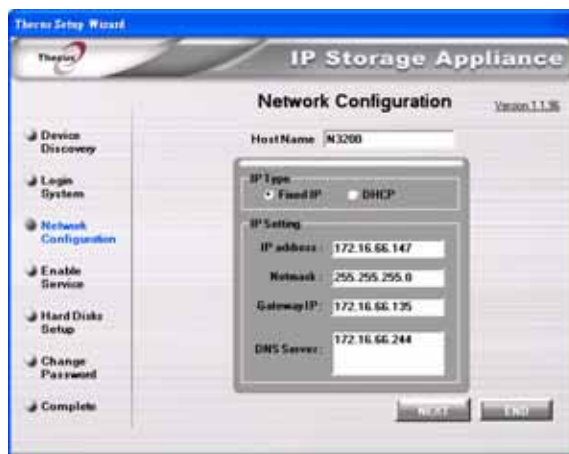 Thecus Setup Wizard
Thecus
IP Storage Appliance
Network Configuration
Version 1.1.36
Device
Discovery
Login
System
Network
Configuration
Enable
Service
Hard Disks
Setup
Change
Password
Complete
HostName N3200
IP Type
Fixed IP DHCP
IP Setting
IP address : 172.16.66.147
Netmask : 255.255.255.0
Gateway IP : 172.16.66.135
DNS Server : 172.16.66.244
NEXT END